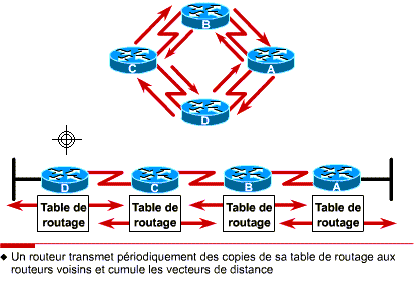 B
C
A
D
D
C
B
A
Table de
routage
Table de
routage
Table de
routage
Table de
routage
◆ Un routeur transmet périodiquement des copies de sa table de routage aux
routeurs voisins et cumule les vecteurs de distance